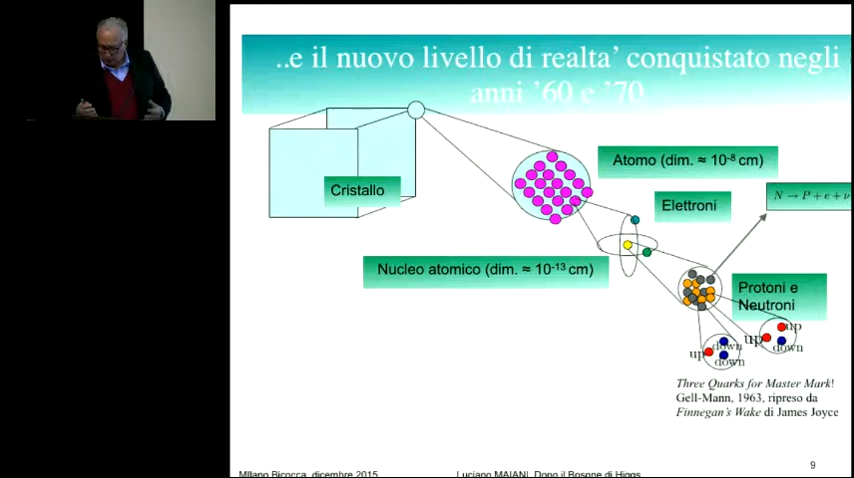 ..e il nuovo livello di realta' conquistato negli
anni '60 e '70
Atomo (dim. ≈ 10⁻⁸ cm)
Cristallo
Elettroni
N → P + e + ν
Nucleo atomico (dim. ≈ 10⁻¹³ cm)
Protoni e
Neutroni
up
up
down
down
up
down
Three Quarks for Master Mark!
Gell-Mann, 1963, ripreso da
Finnegan's Wake di James Joyce
9
MIlano Bicocca, dicembre 2015
Luciano MAIANI. Dopo il Bosone di Higgs